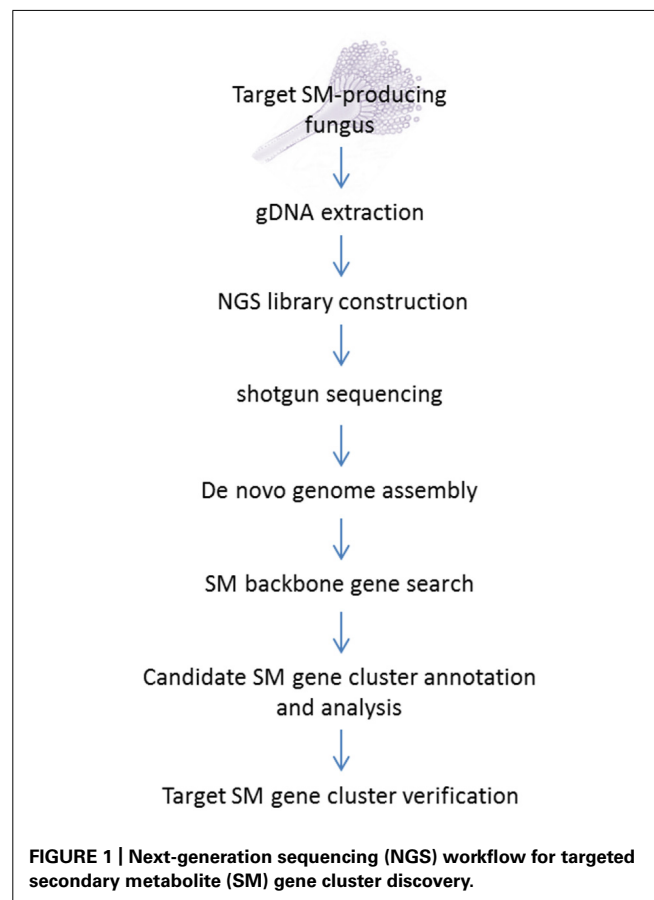 Target SM-producing
fungus
gDNA extraction
NGS library construction
shotgun sequencing
De novo genome assembly
SM backbone gene search
Candidate SM gene cluster annotation
and analysis
Target SM gene cluster verification
FIGURE 1 | Next-generation sequencing (NGS) workflow for targeted
secondary metabolite (SM) gene cluster discovery.